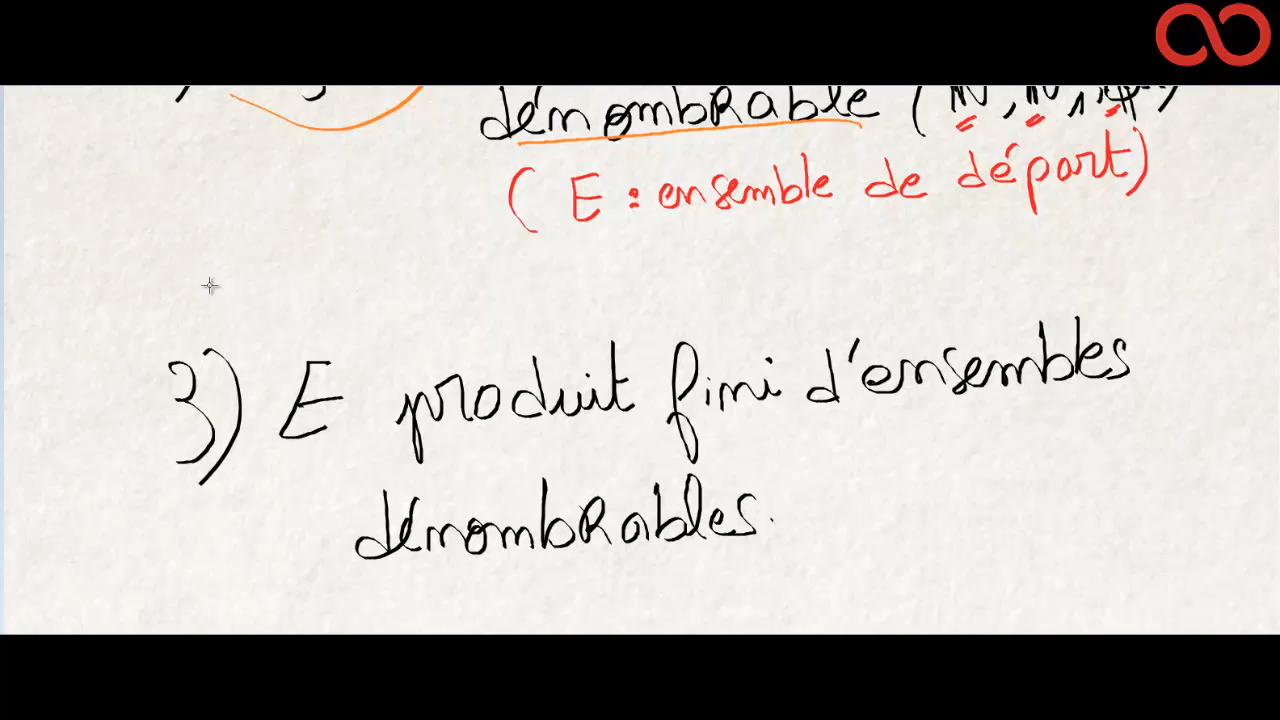 dénombrable (ℕ, ℕ,
(E : ensemble de départ)
3) E produit fini d'ensembles
dénombrables.